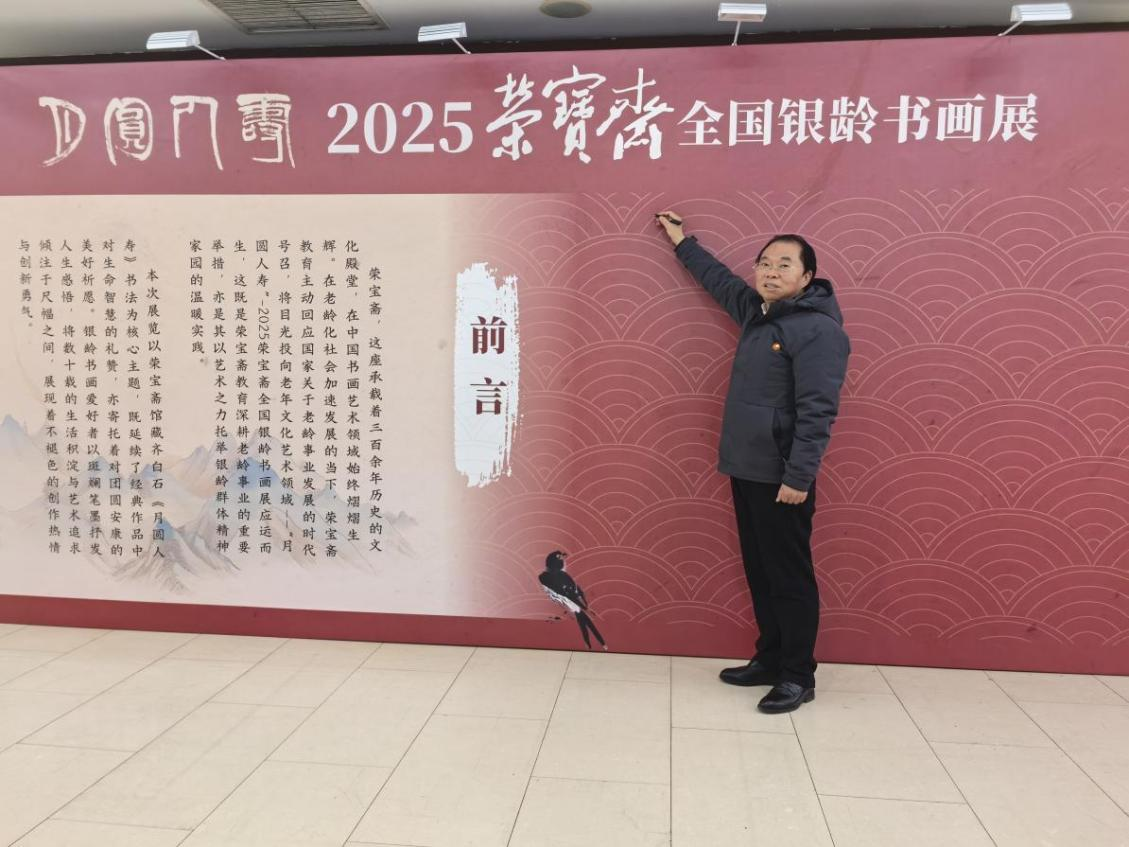 月圓人壽 2025榮寶齋全国银龄书画展
前言
荣宝斋，这座承载着三百余年历史的文
化殿堂，在中国书画艺术领域始终熠熠生
辉。在老龄化社会加速发展的当下，荣宝斋
教育主动回应国家关于老龄事业发展的时代
号召，将目光投向老年文化艺术领域——“月
圆人寿”-2025荣宝斋全国银龄书画展应运而
生，这既是荣宝斋教育深耕老龄事业的重要
举措，亦是其以艺术之力托举银龄群体精神
家园的温暖实践。
本次展览以荣宝斋馆藏齐白石《月圆人
寿》书法为核心主题，既延续了经典作品中
对生命智慧的礼赞，亦寄托着对团圆安康的
美好祈愿。银龄书画爱好者以斑斓笔墨抒发
人生感悟，将数十载的生活积淀与艺术追求
倾注于尺幅之间，展现着不褪色的创作热情
与创新勇气。